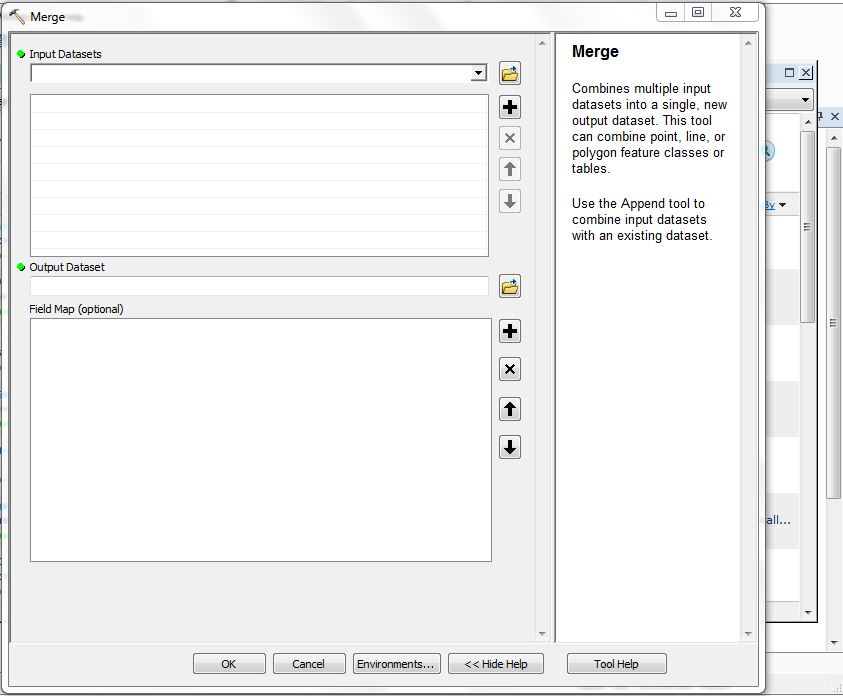 Merge
Input Datasets
Output Dataset
Field Map (optional)
Merge
Combines multiple input
datasets into a single, new
output dataset. This tool
can combine point, line, or
polygon feature classes or
tables.
Use the Append tool to
combine input datasets
with an existing dataset.
By
all...
OK
Cancel
Environments...
<< Hide Help
Tool Help